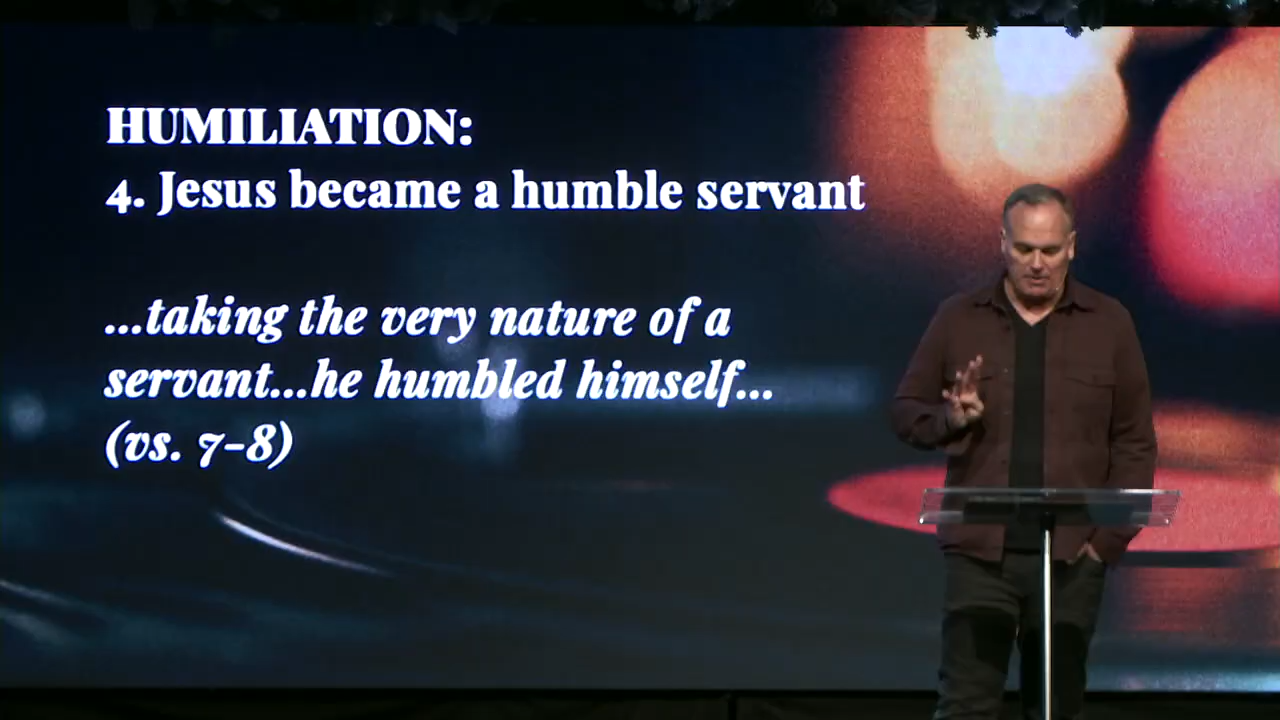 HUMILIATION:
4. Jesus became a humble servant
...taking the very nature of a
servant...he humbled himself...
(vs. 7-8)